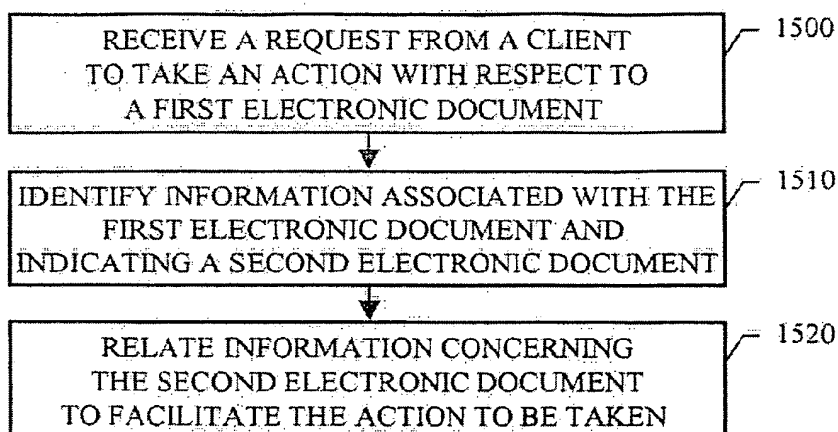 RECEIVE A REQUEST FROM A CLIENT
TO TAKE AN ACTION WITH RESPECT TO
A FIRST ELECTRONIC DOCUMENT
1500
IDENTIFY INFORMATION ASSOCIATED WITH THE
FIRST ELECTRONIC DOCUMENT AND
INDICATING A SECOND ELECTRONIC DOCUMENT
1510
RELATE INFORMATION CONCERNING
THE SECOND ELECTRONIC DOCUMENT
TO FACILITATE THE ACTION TO BE TAKEN
1520